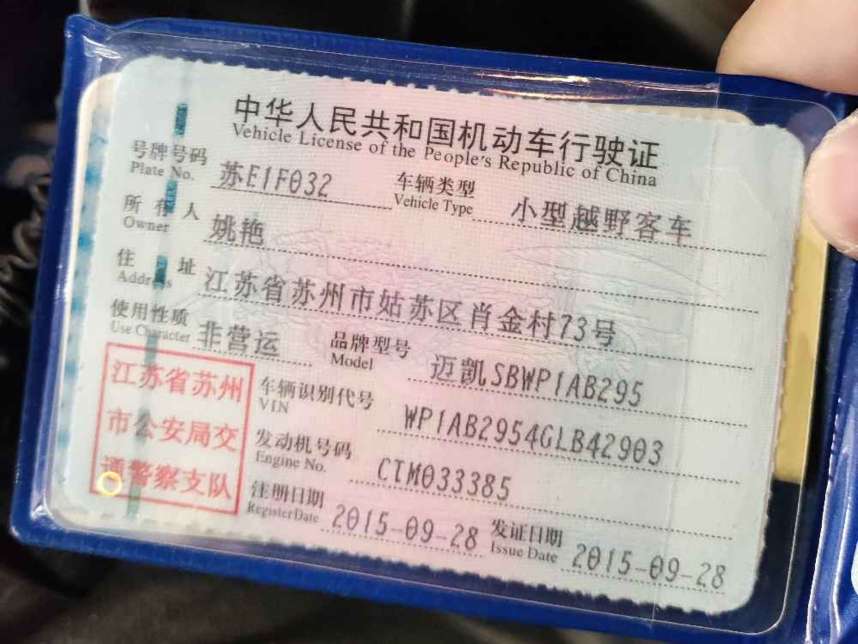 中华人民共和国机动车行驶证
Vehicle License of the People's Republic of China
号牌号码 苏E1F032 车辆类型 小型越野客车
Plate No. Vehicle Type
所有人 姚艳
Owner
住址 江苏省苏州市姑苏区肖金村73号
Address
使用性质 非营运 品牌型号 迈凯SBWP1AB295
Use Character Model
江苏省苏州
市公安局交
通警察支队
车辆识别代号 WP1AB2954GLB42903
VIN
发动机号码 CTM033385
Engine No.
注册日期 2015-09-28 发证日期 2015-09-28
Register Date Issue Date